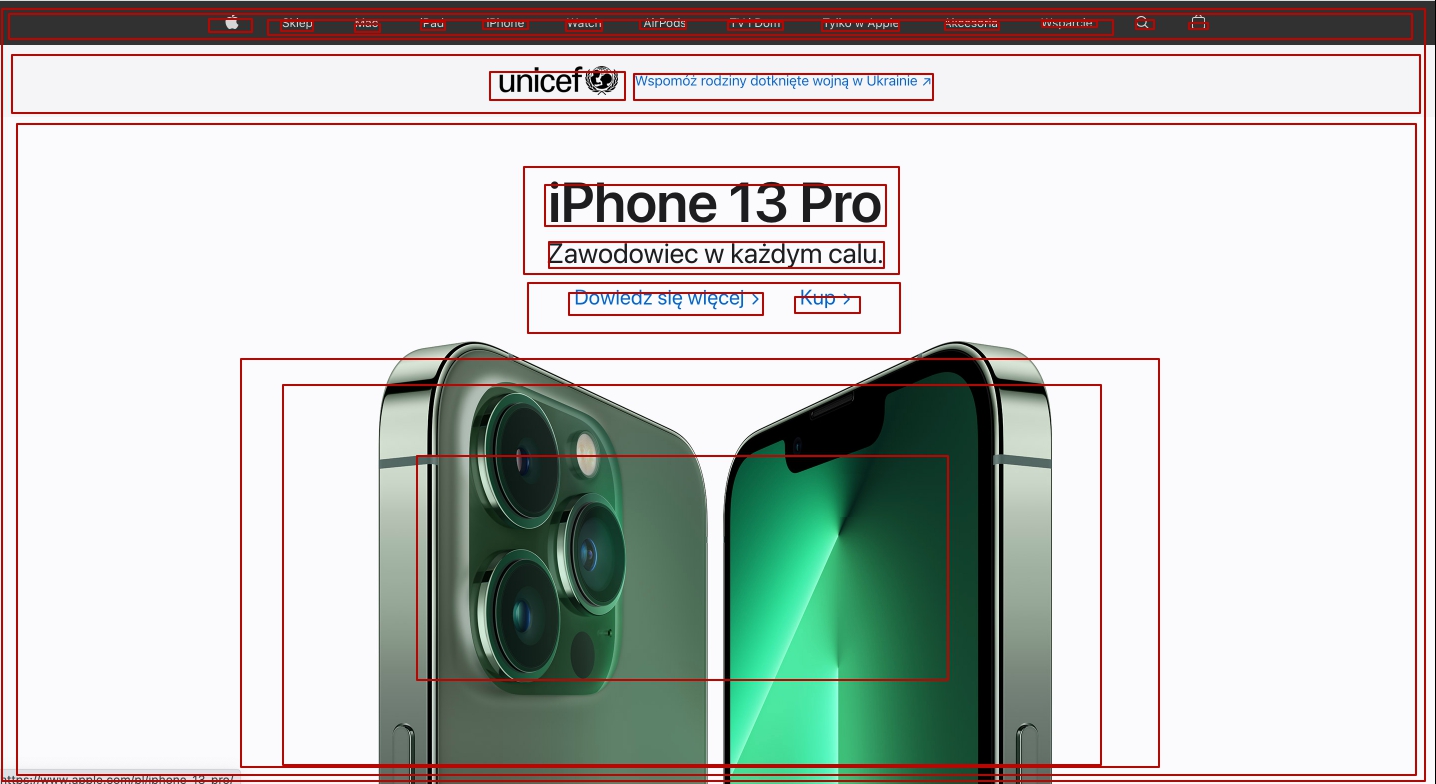 Sklep Mac iPad iPhone Watch AirPods TV i Dom Tylko w Apple Akcesoria Wsparcie
unicef Wspomóż rodziny dotknięte wojną w Ukrainie ↗
iPhone 13 Pro
Zawodowiec w każdym calu.
Dowiedz się więcej > Kup >
https://www.apple.com/pl/iphone-13-pro/